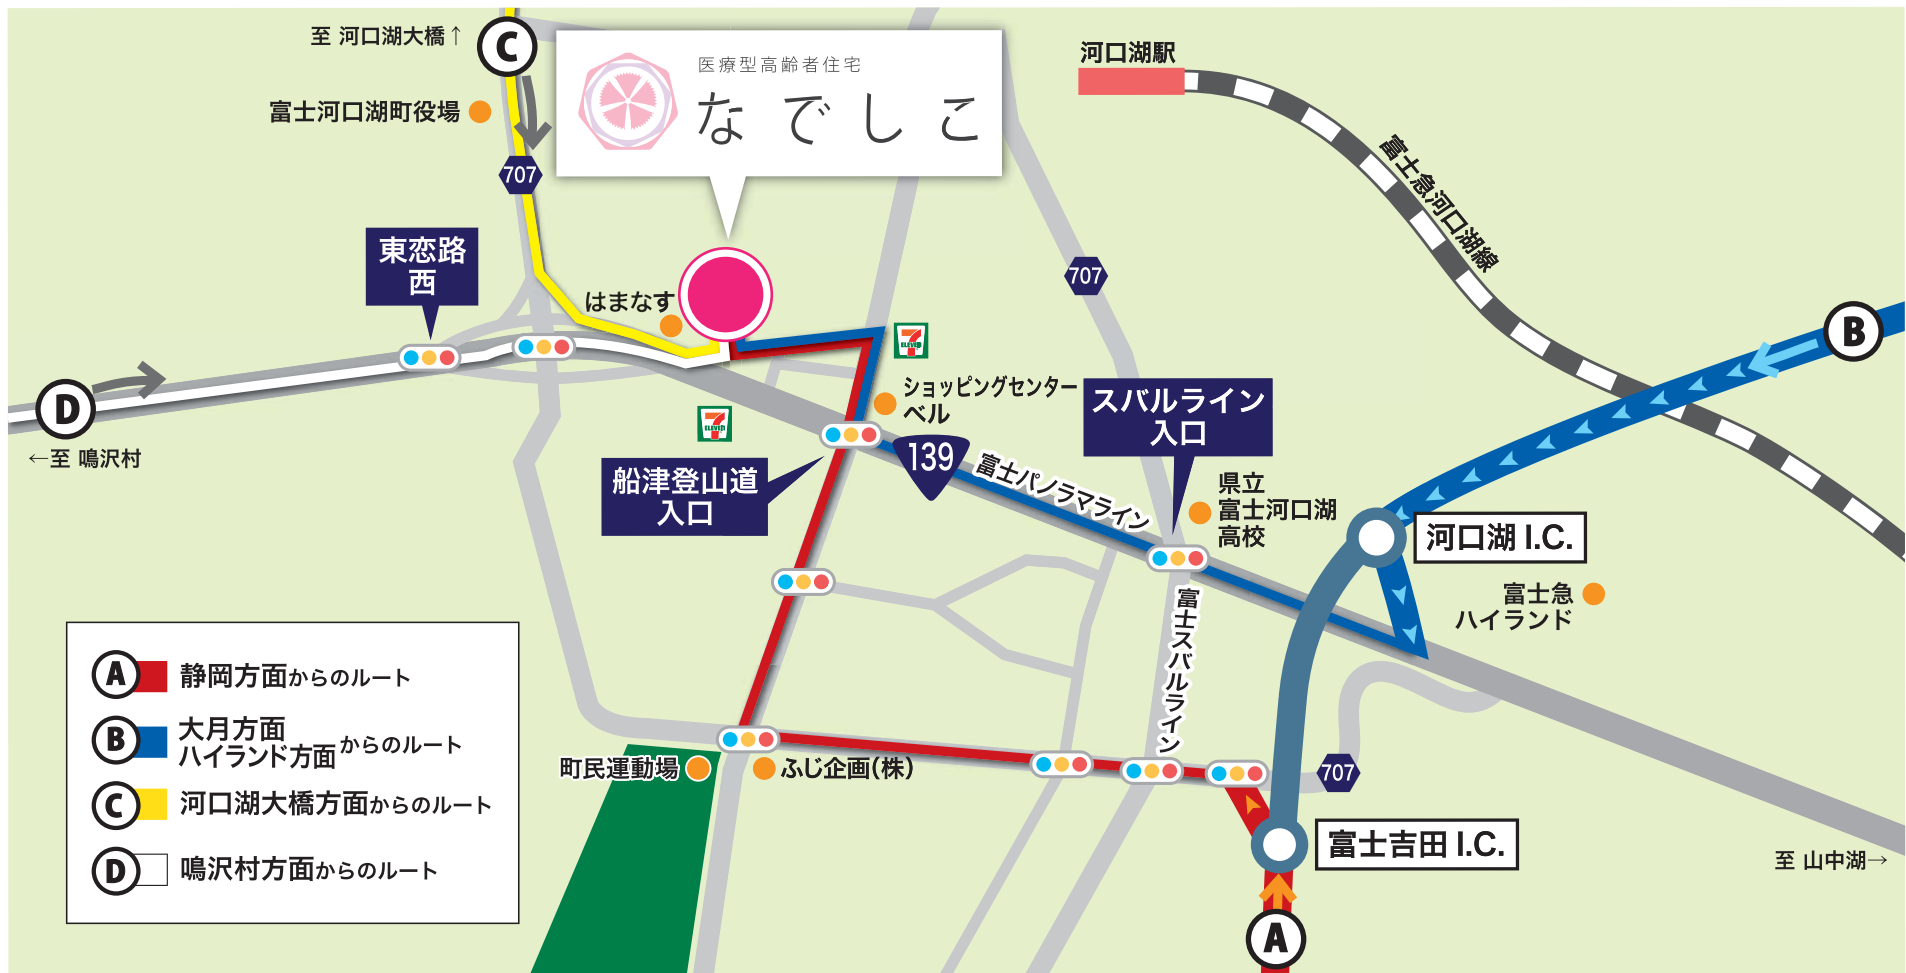 至 河口湖大橋↑
C
富士河口湖町役場
707
医療型高齢者住宅
なでしこ
河口湖駅
富士急河口湖線
東恋路
西
はまなす
707
B
D
←至 鳴沢村
7
ELEVEN
7
ELEVEN
ショッピングセンター
ベル
スバルライン
入口
139
富士パノラマライン
船津登山道
入口
県立
富士河口湖
高校
河口湖 I.C.
富士急
ハイランド
富士スバルライン
町民運動場
ふじ企画(株)
707
富士吉田 I.C.
至 山中湖→
A
A 静岡方面からのルート
B 大月方面
ハイランド方面からのルート
C 河口湖大橋方面からのルート
D 鳴沢村方面からのルート